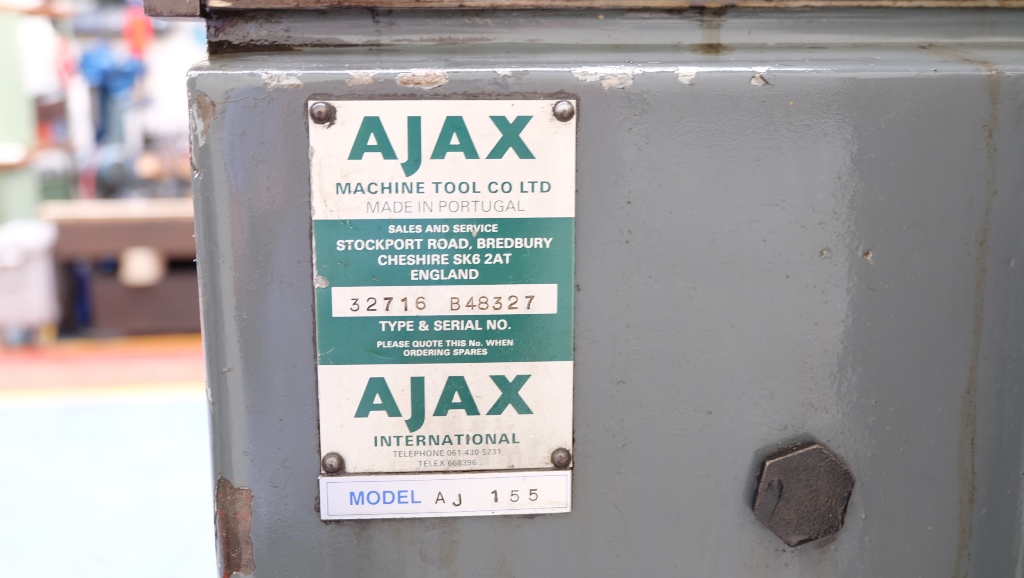 AJAX
MACHINE TOOL CO LTD
MADE IN PORTUGAL
SALES AND SERVICE
STOCKPORT ROAD, BREDBURY
CHESHIRE SK6 2AT
ENGLAND
32716 B48327
TYPE & SERIAL NO.
PLEASE QUOTE THIS No. WHEN
ORDERING SPARES
AJAX
INTERNATIONAL
TELEPHONE 061-430 5231
TELEX 668396
MODEL AJ 155